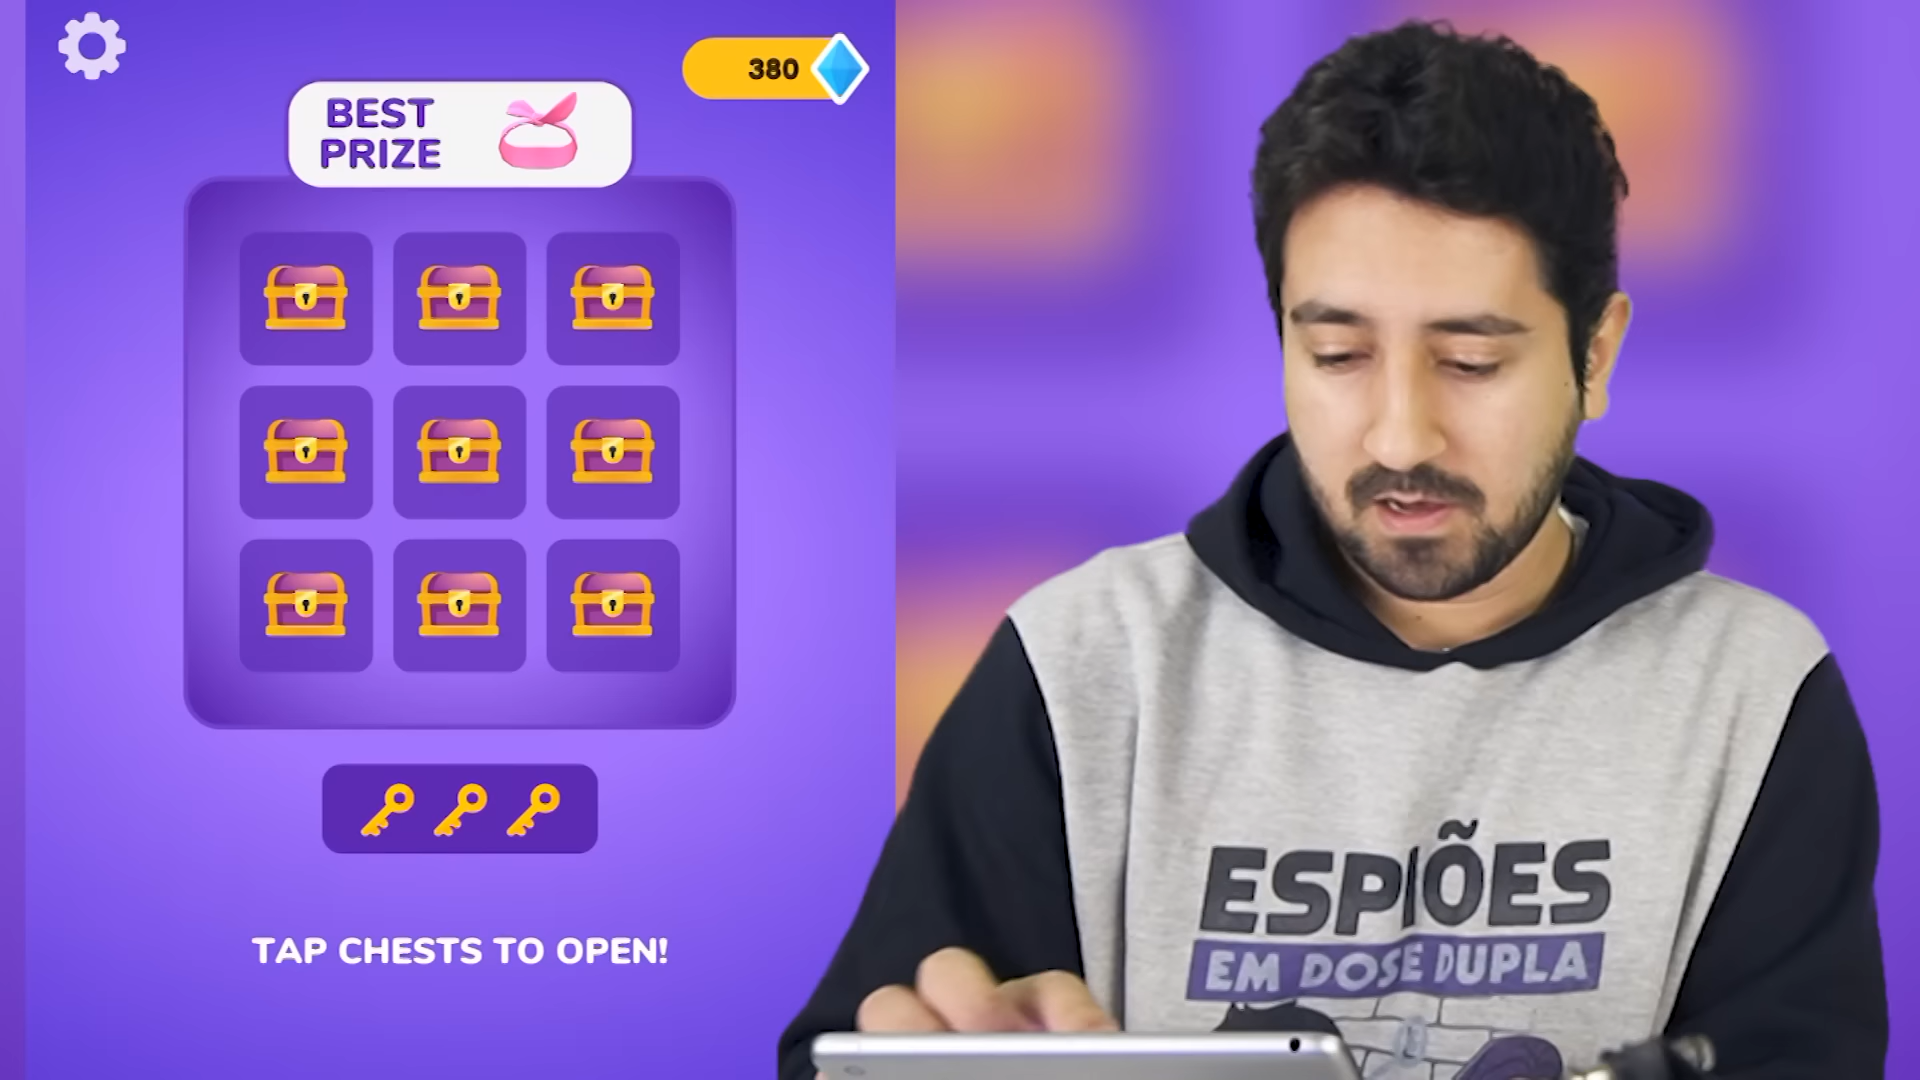 380
BEST
PRIZE
TAP CHESTS TO OPEN!
ESPIÕES
EM DOSE DUPLA